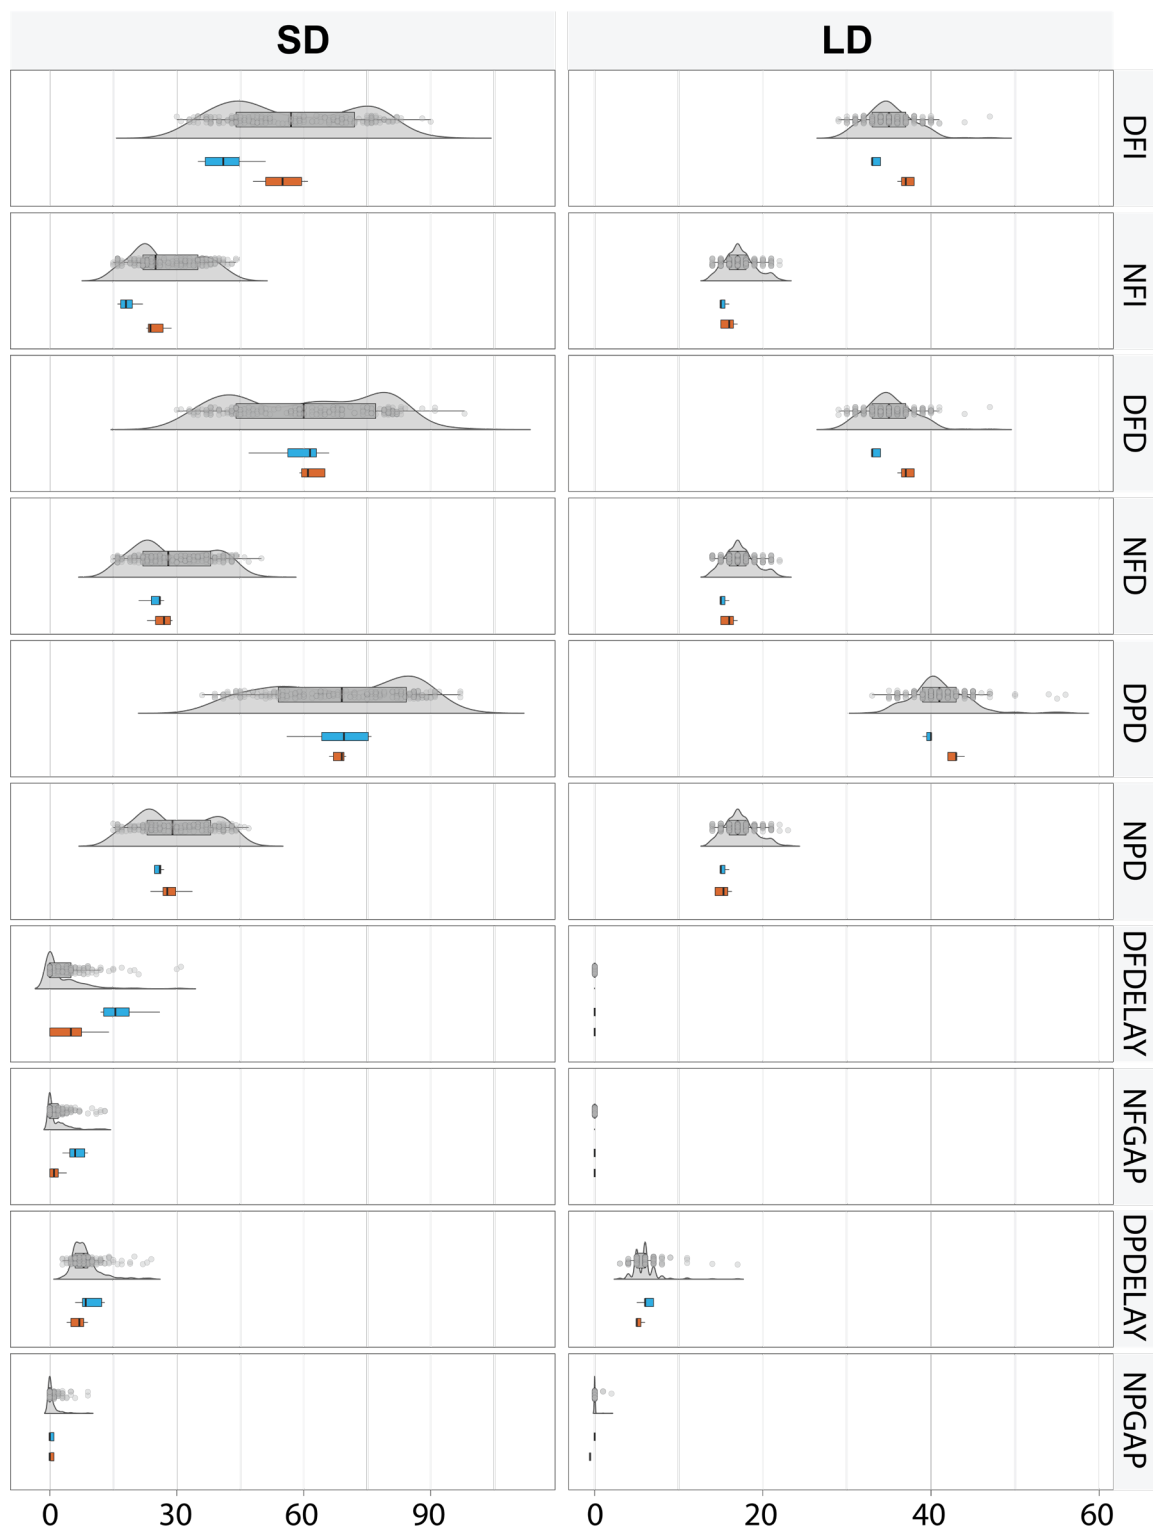 SD
LD
DFI
NFI
DFD
NFD
DPD
NPD
DFDELAY
NFGAP
DPDELAY
NPGAP
0 30 60 90
0 20 40 60